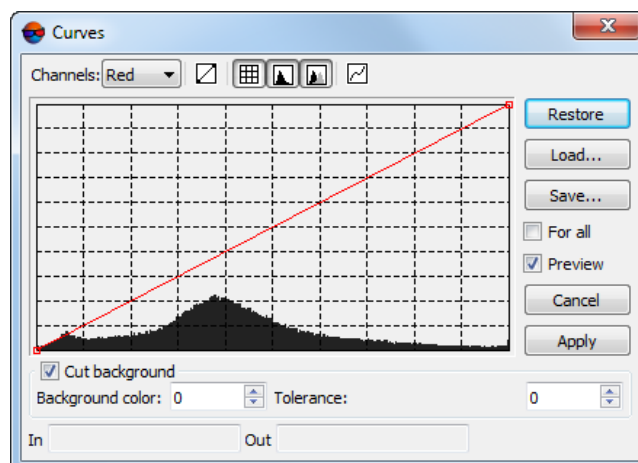 Curves
Channels: Red
Restore
Load...
Save...
For all
Preview
Cancel
Apply
Cut background
Background color: 0 Tolerance: 0
In Out